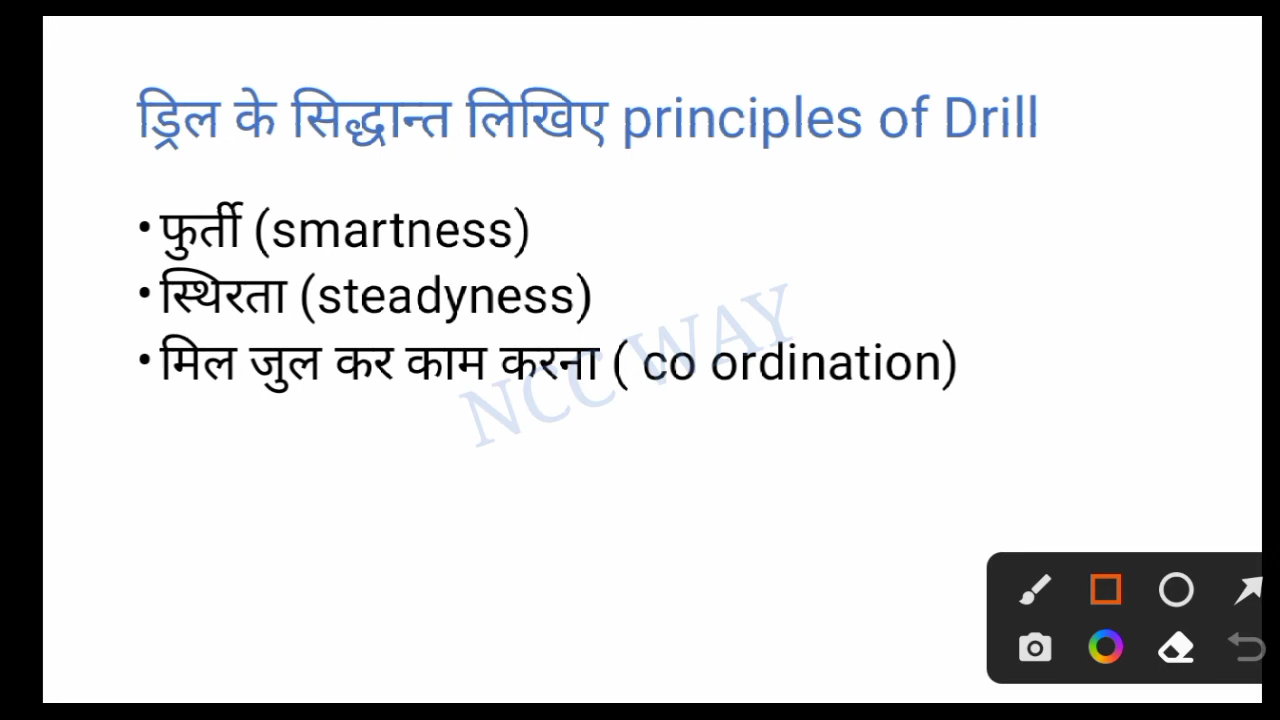 ड्रिल के सिद्धान्त लिखिए principles of Drill
• फुर्ती (smartness)
• स्थिरता (steadyness)
• मिल जुल कर काम करना ( co ordination)
NCC WAY